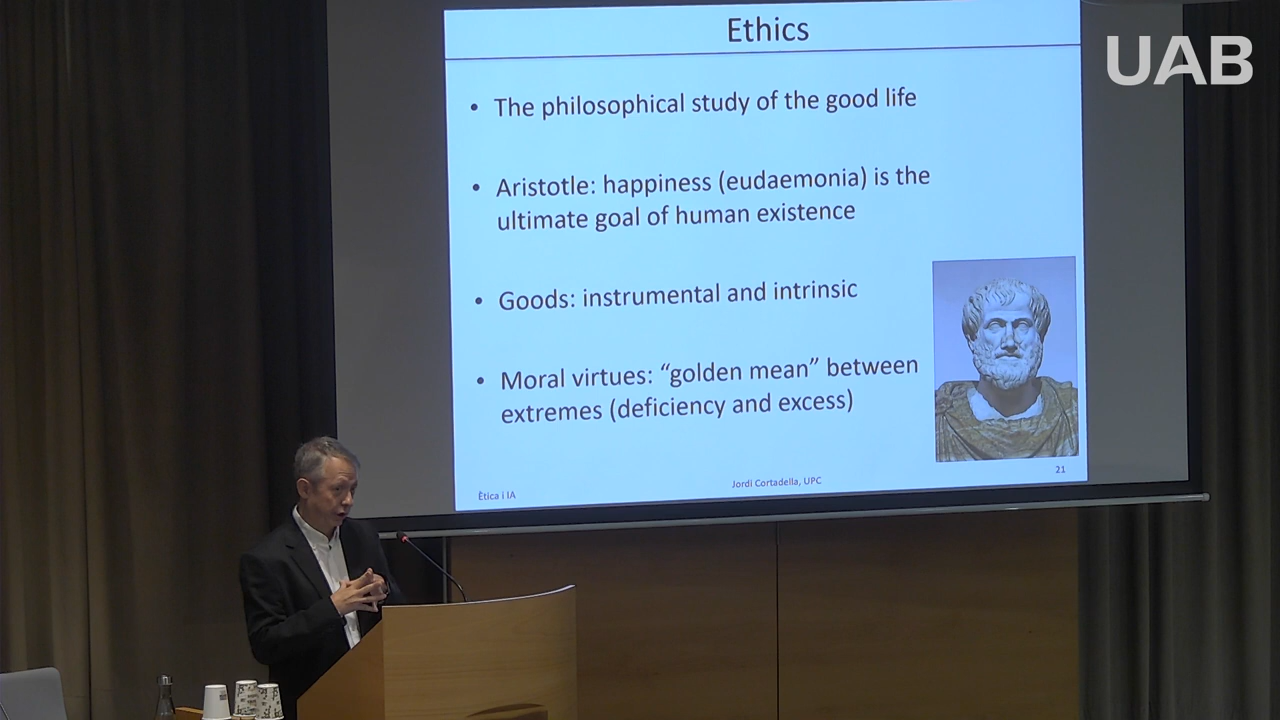 Ethics
UAB
• The philosophical study of the good life
• Aristotle: happiness (eudaemonia) is the
ultimate goal of human existence
• Goods: instrumental and intrinsic
• Moral virtues: “golden mean” between
extremes (deficiency and excess)
Ètica i IA
Jordi Cortadella, UPC
21